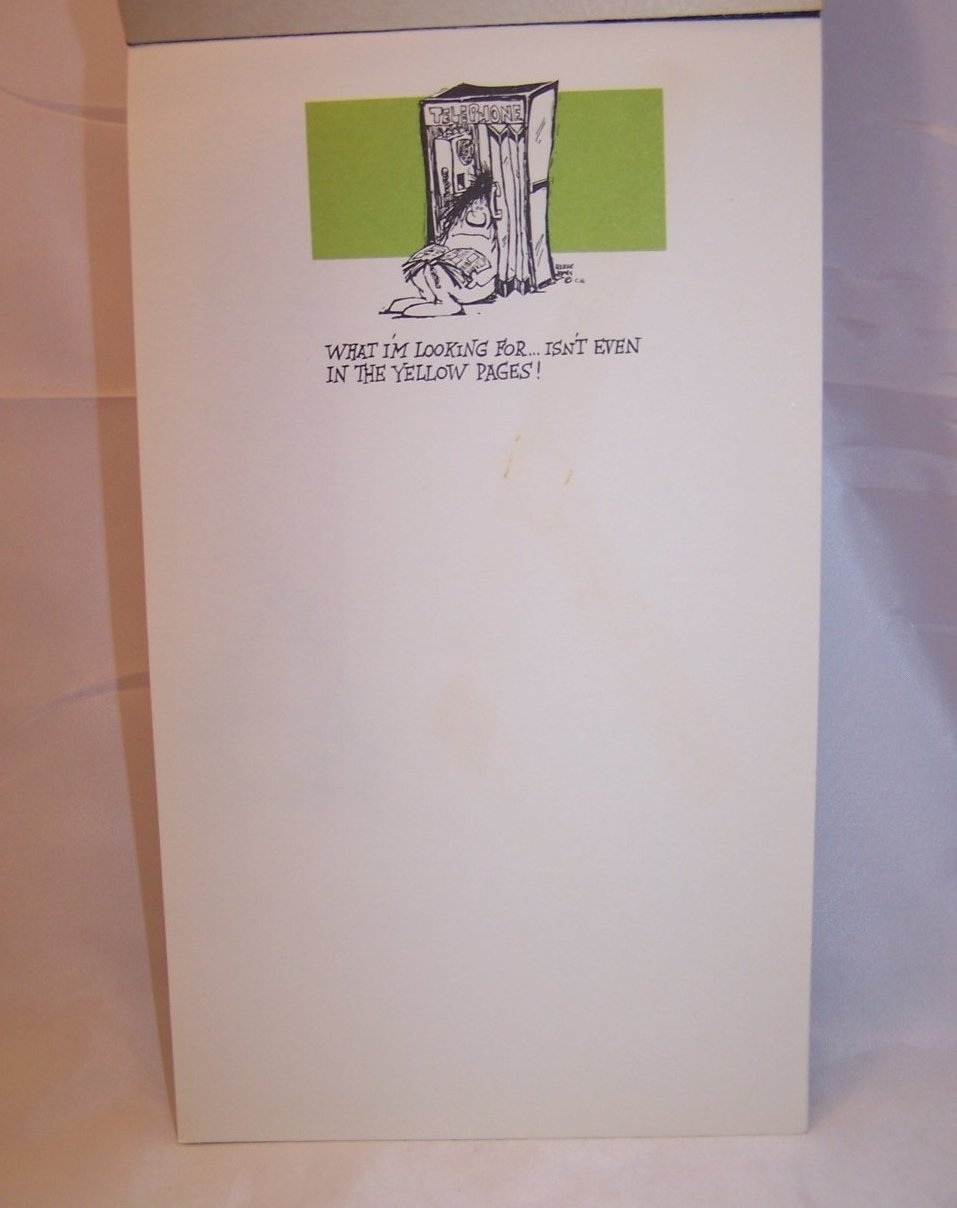 TELEPHONE
WHAT I'M LOOKING FOR... ISN'T EVEN
IN THE YELLOW PAGES!